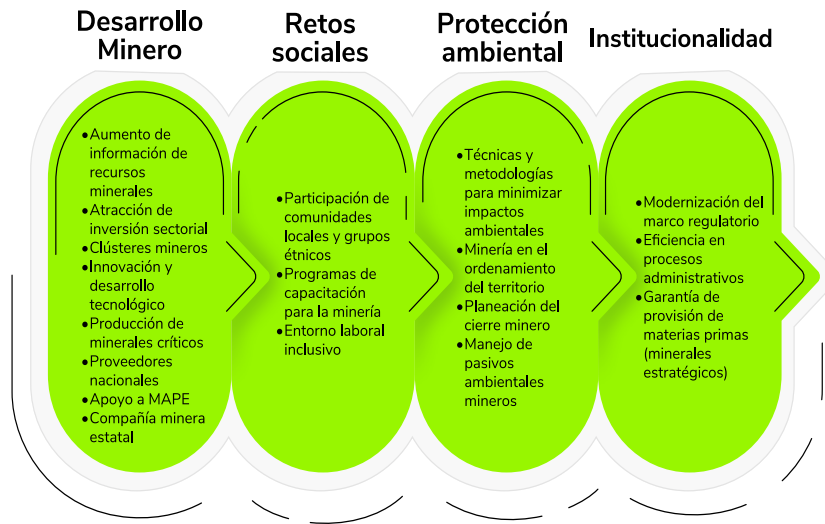 Desarrollo
Minero
•Aumento de
información de
recursos
minerales
•Atracción de
inversión sectorial
•Clústeres mineros
•Innovación y
desarrollo
tecnológico
•Producción de
minerales críticos
•Proveedores
nacionales
•Apoyo a MAPE
•Compañía minera
estatal
Retos
sociales
•Participación de
comunidades
locales y grupos
étnicos
•Programas de
capacitación
para la minería
•Entorno laboral
inclusivo
Protección
ambiental
•Técnicas y
metodologías
para minimizar
impactos
ambientales
•Minería en el
ordenamiento
del territorio
•Planeación del
cierre minero
•Manejo de
pasivos
ambientales
mineros
Institucionalidad
•Modernización del
marco regulatorio
•Eficiencia en
procesos
administrativos
•Garantía de
provisión de
materias primas
(minerales
estratégicos)